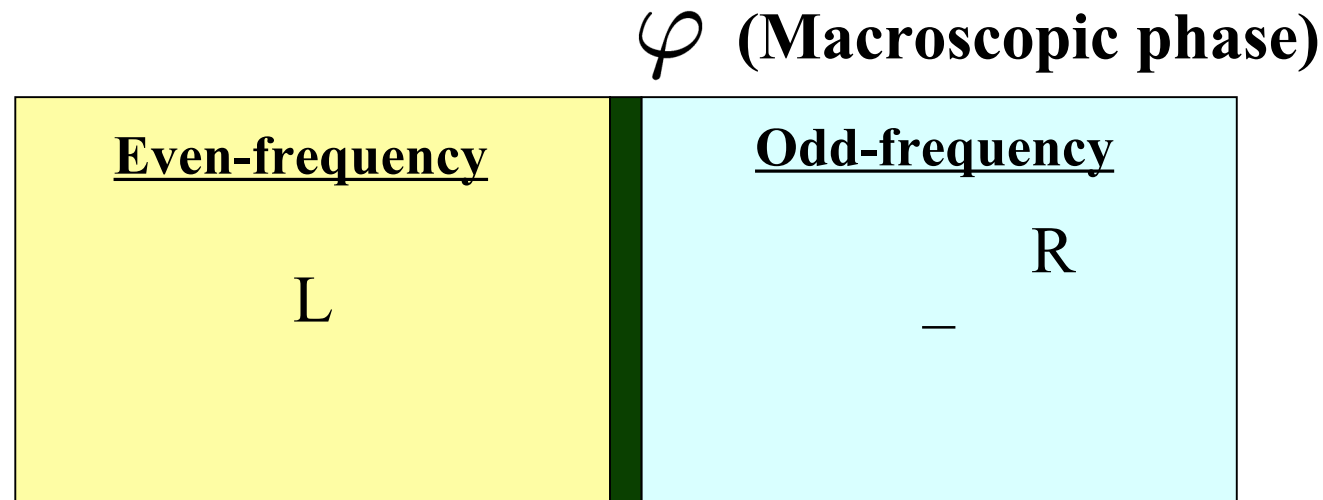 φ (Macroscopic phase)
Even-frequency
Odd-frequency
R
L
_